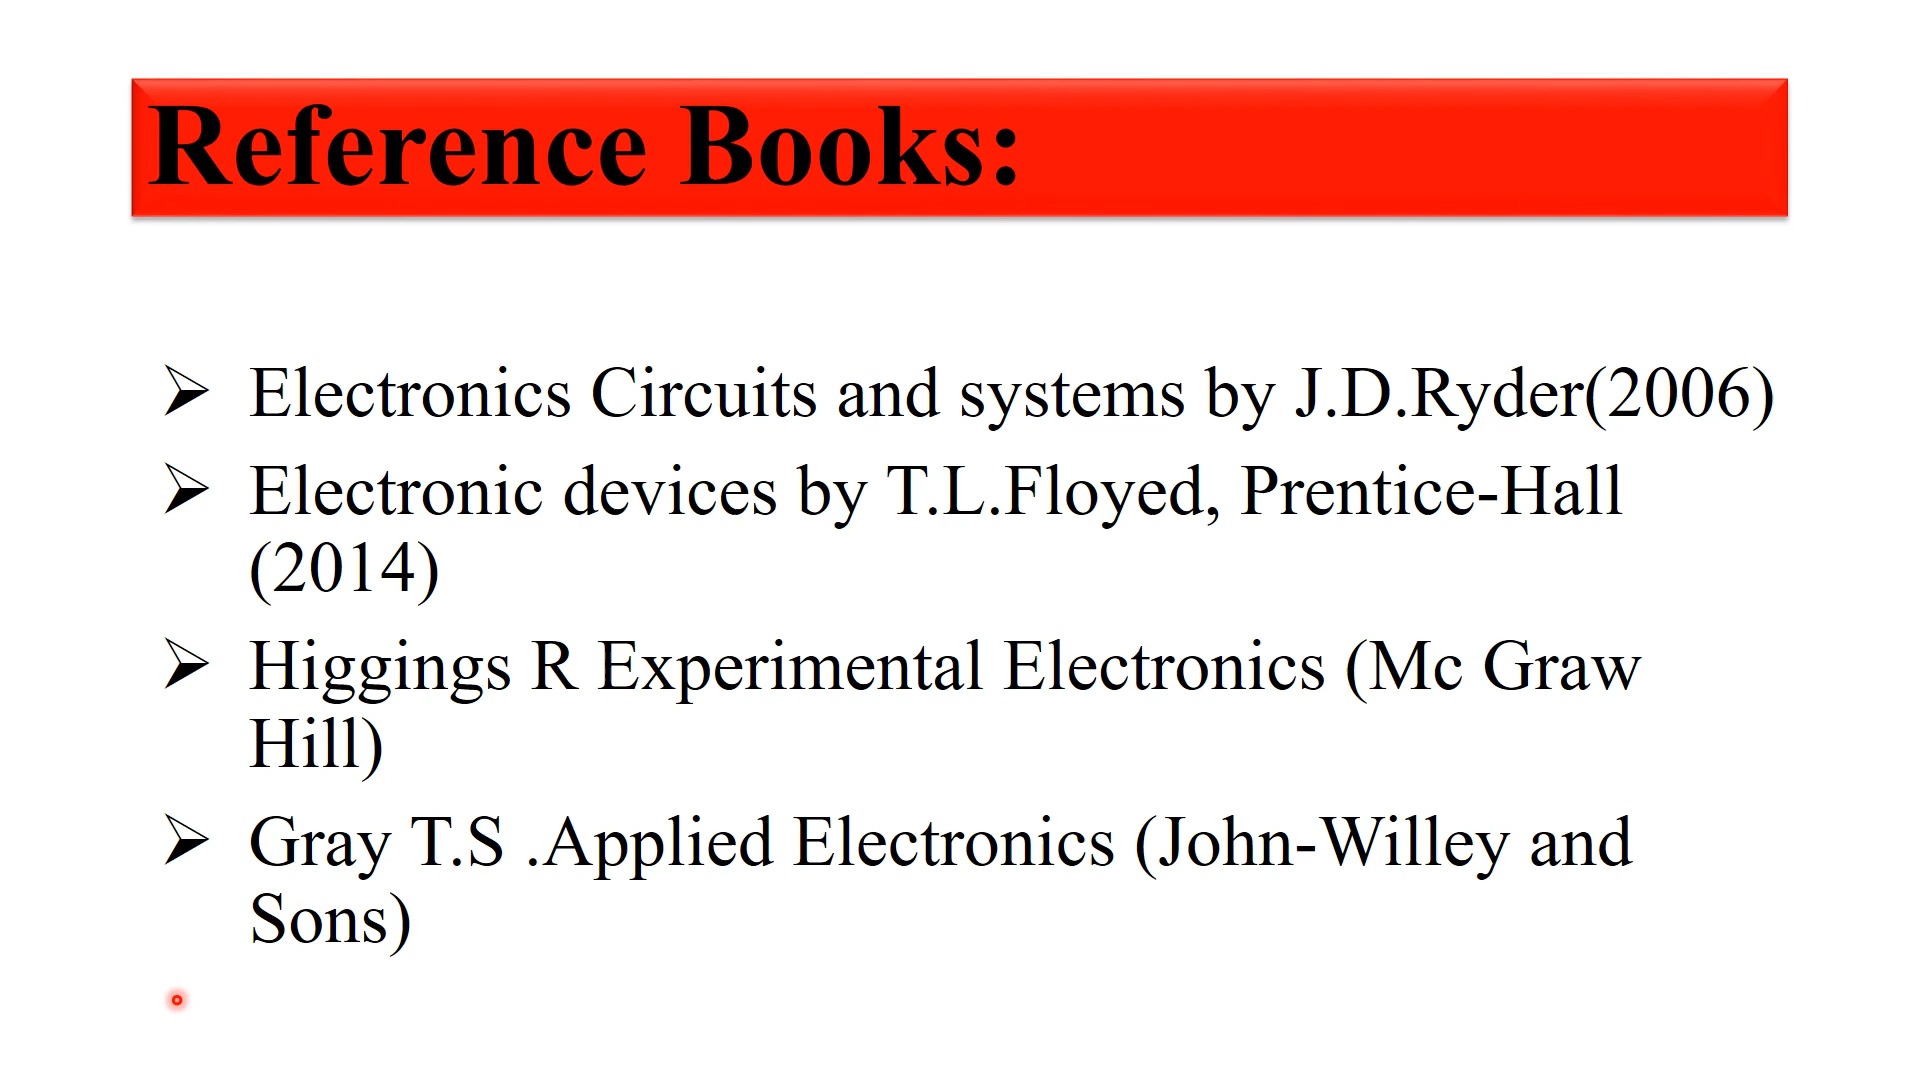 Reference Books:
Electronics Circuits and systems by J.D.Ryder(2006)
Electronic devices by T.L.Floyed, Prentice-Hall
(2014)
Higgings R Experimental Electronics (Mc Graw
Hill)
Gray T.S .Applied Electronics (John-Willey and
Sons)